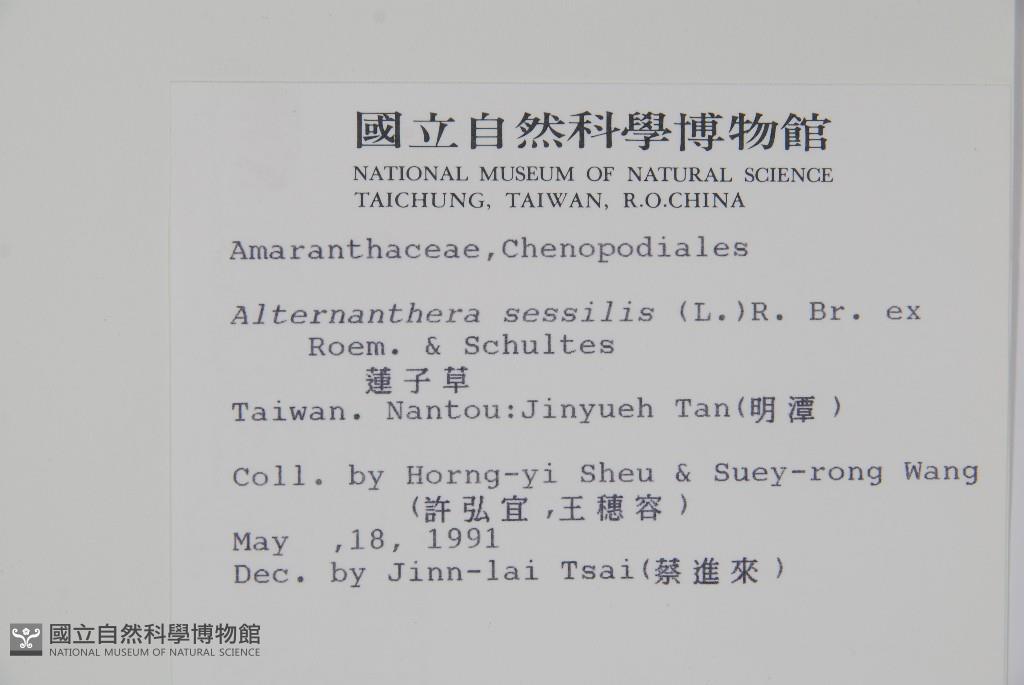 國立自然科學博物館
NATIONAL MUSEUM OF NATURAL SCIENCE
TAICHUNG, TAIWAN, R.O.CHINA
Amaranthaceae,Chenopodiales
Alternanthera sessilis (L.)R. Br. ex
Roem. & Schultes
蓮子草
Taiwan. Nantou:Jinyueh Tan(明潭)
Coll. by Horng-yi Sheu & Suey-rong Wang
(許弘宜,王穗容)
May ,18, 1991
Dec. by Jinn-lai Tsai(蔡進來)
國立自然科學博物館
NATIONAL MUSEUM OF NATURAL SCIENCE